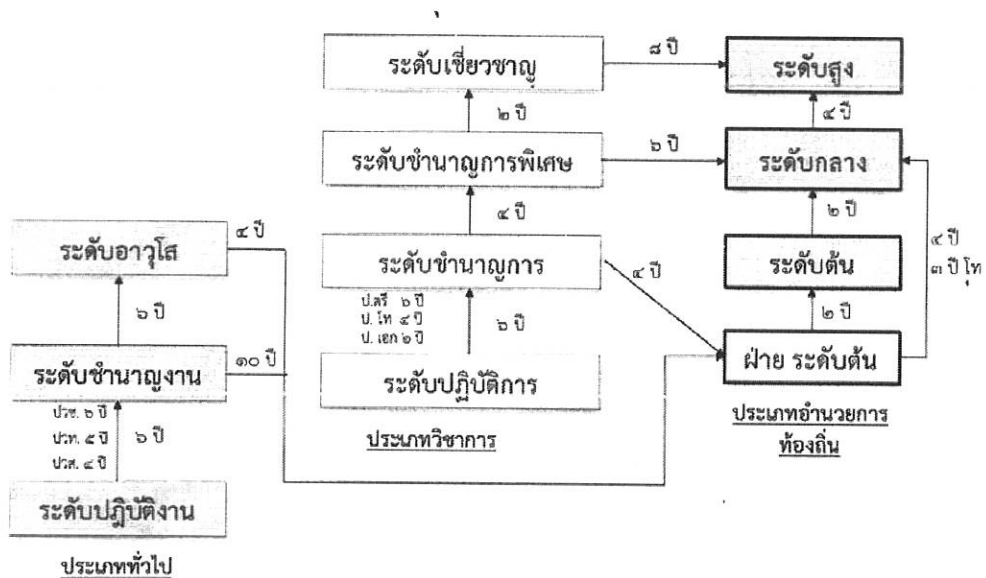 ระดับเชี่ยวชาญ
๘ ปี
ระดับสูง
๒ ปี
๔ ปี
ระดับชำนาญการพิเศษ
๖ ปี
ระดับกลาง
๔ ปี
๒ ปี
๔ ปี
๓ ปี โท
ระดับอาวุโส
๔ ปี
ระดับชำนาญการ
๔ ปี
ระดับต้น
๖ ปี
ป.ตรี ๖ ปี
ป. โท ๔ ปี
ป. เอก ๒ ปี
๖ ปี
๒ ปี
ระดับชำนาญงาน
๑๐ ปี
ระดับปฏิบัติการ
ฝ่าย ระดับต้น
ปวช. ๖ ปี
ปวท. ๕ ปี
ปวส. ๔ ปี
๖ ปี
ประเภทวิชาการ
ประเภทอำนวยการ
ท้องถิ่น
ระดับปฏิบัติงาน
ประเภททั่วไป